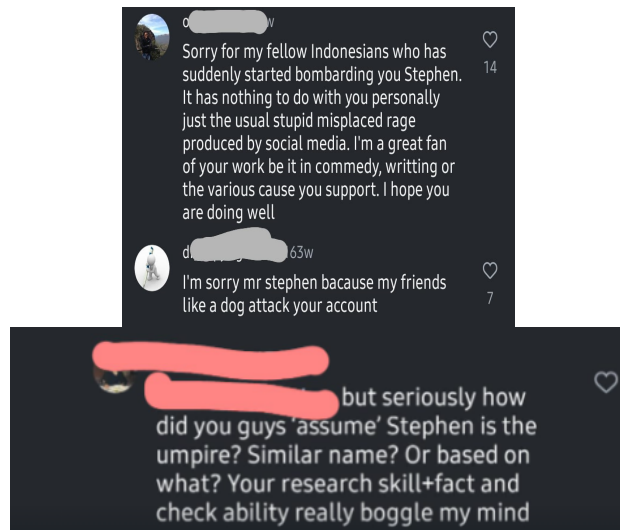 Sorry for my fellow Indonesians who has
suddenly started bombarding you Stephen.
14
It has nothing to do with you personally
just the usual stupid misplaced rage
produced by social media. I'm a great fan
of your work be it in commedy, writting or
the various cause you support. I hope you
are doing well
63w
I'm sorry mr stephen bacause my friends
like a dog attack your account
7
but seriously how
did you guys 'assume' Stephen is the
umpire? Similar name? Or based on
what? Your research skill+fact and
check ability really boggle my mind